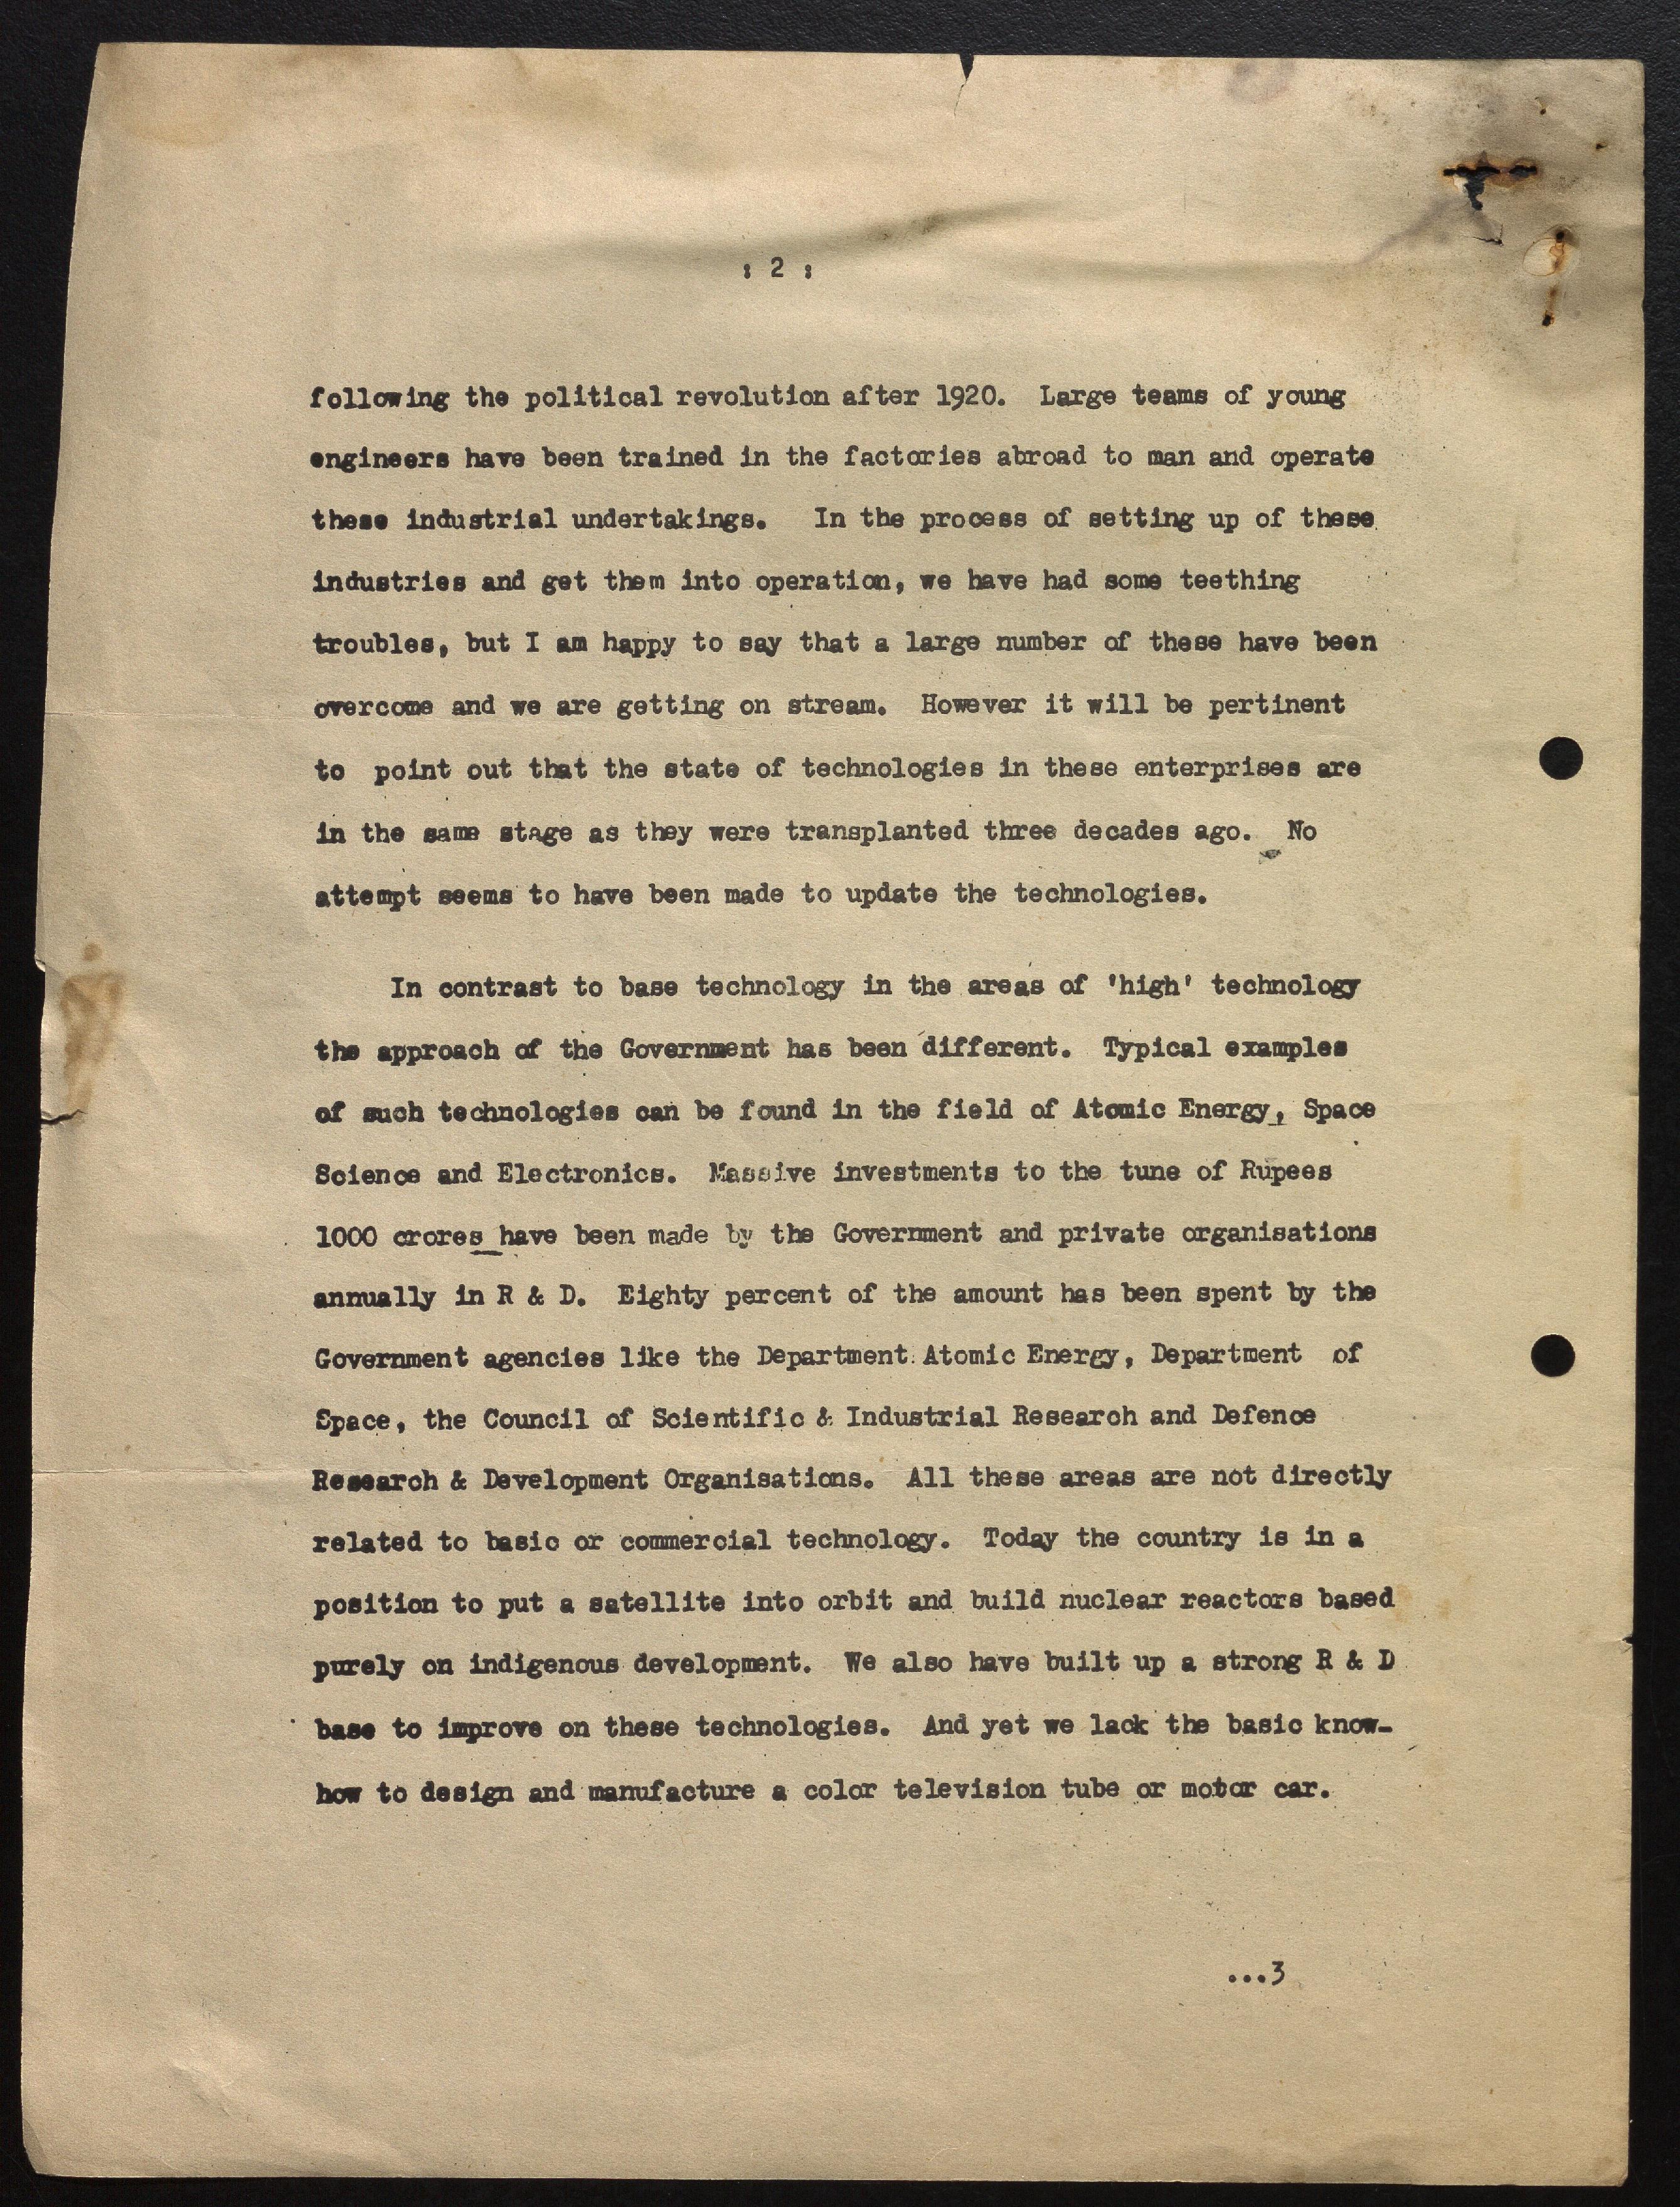 : 2 :
following the political revolution after 1920. Large teams of young
engineers have been trained in the factories abroad to man and operate
these industrial undertakings. In the process of setting up of these
industries and get them into operation, we have had some teething
troubles, but I am happy to say that a large number of these have been
overcome and we are getting on stream. However it will be pertinent
to point out that the state of technologies in these enterprises are
in the same stage as they were transplanted three decades ago. No
attempt seems to have been made to update the technologies.
In contrast to base technology in the areas of 'high' technology
the approach of the Government has been different. Typical examples
of such technologies can be found in the field of Atomic Energy, Space
Science and Electronics. Massive investments to the tune of Rupees
1000 crores have been made by the Government and private organisations
annually in R & D. Eighty percent of the amount has been spent by the
Government agencies like the Department Atomic Energy, Department of
Space, the Council of Scientific & Industrial Research and Defence
Research & Development Organisations. All these areas are not directly
related to basic or commercial technology. Today the country is in a
position to put a satellite into orbit and build nuclear reactors based
purely on indigenous development. We also have built up a strong R & D
base to improve on these technologies. And yet we lack the basic know-
how to design and manufacture a color television tube or motor car.
...3